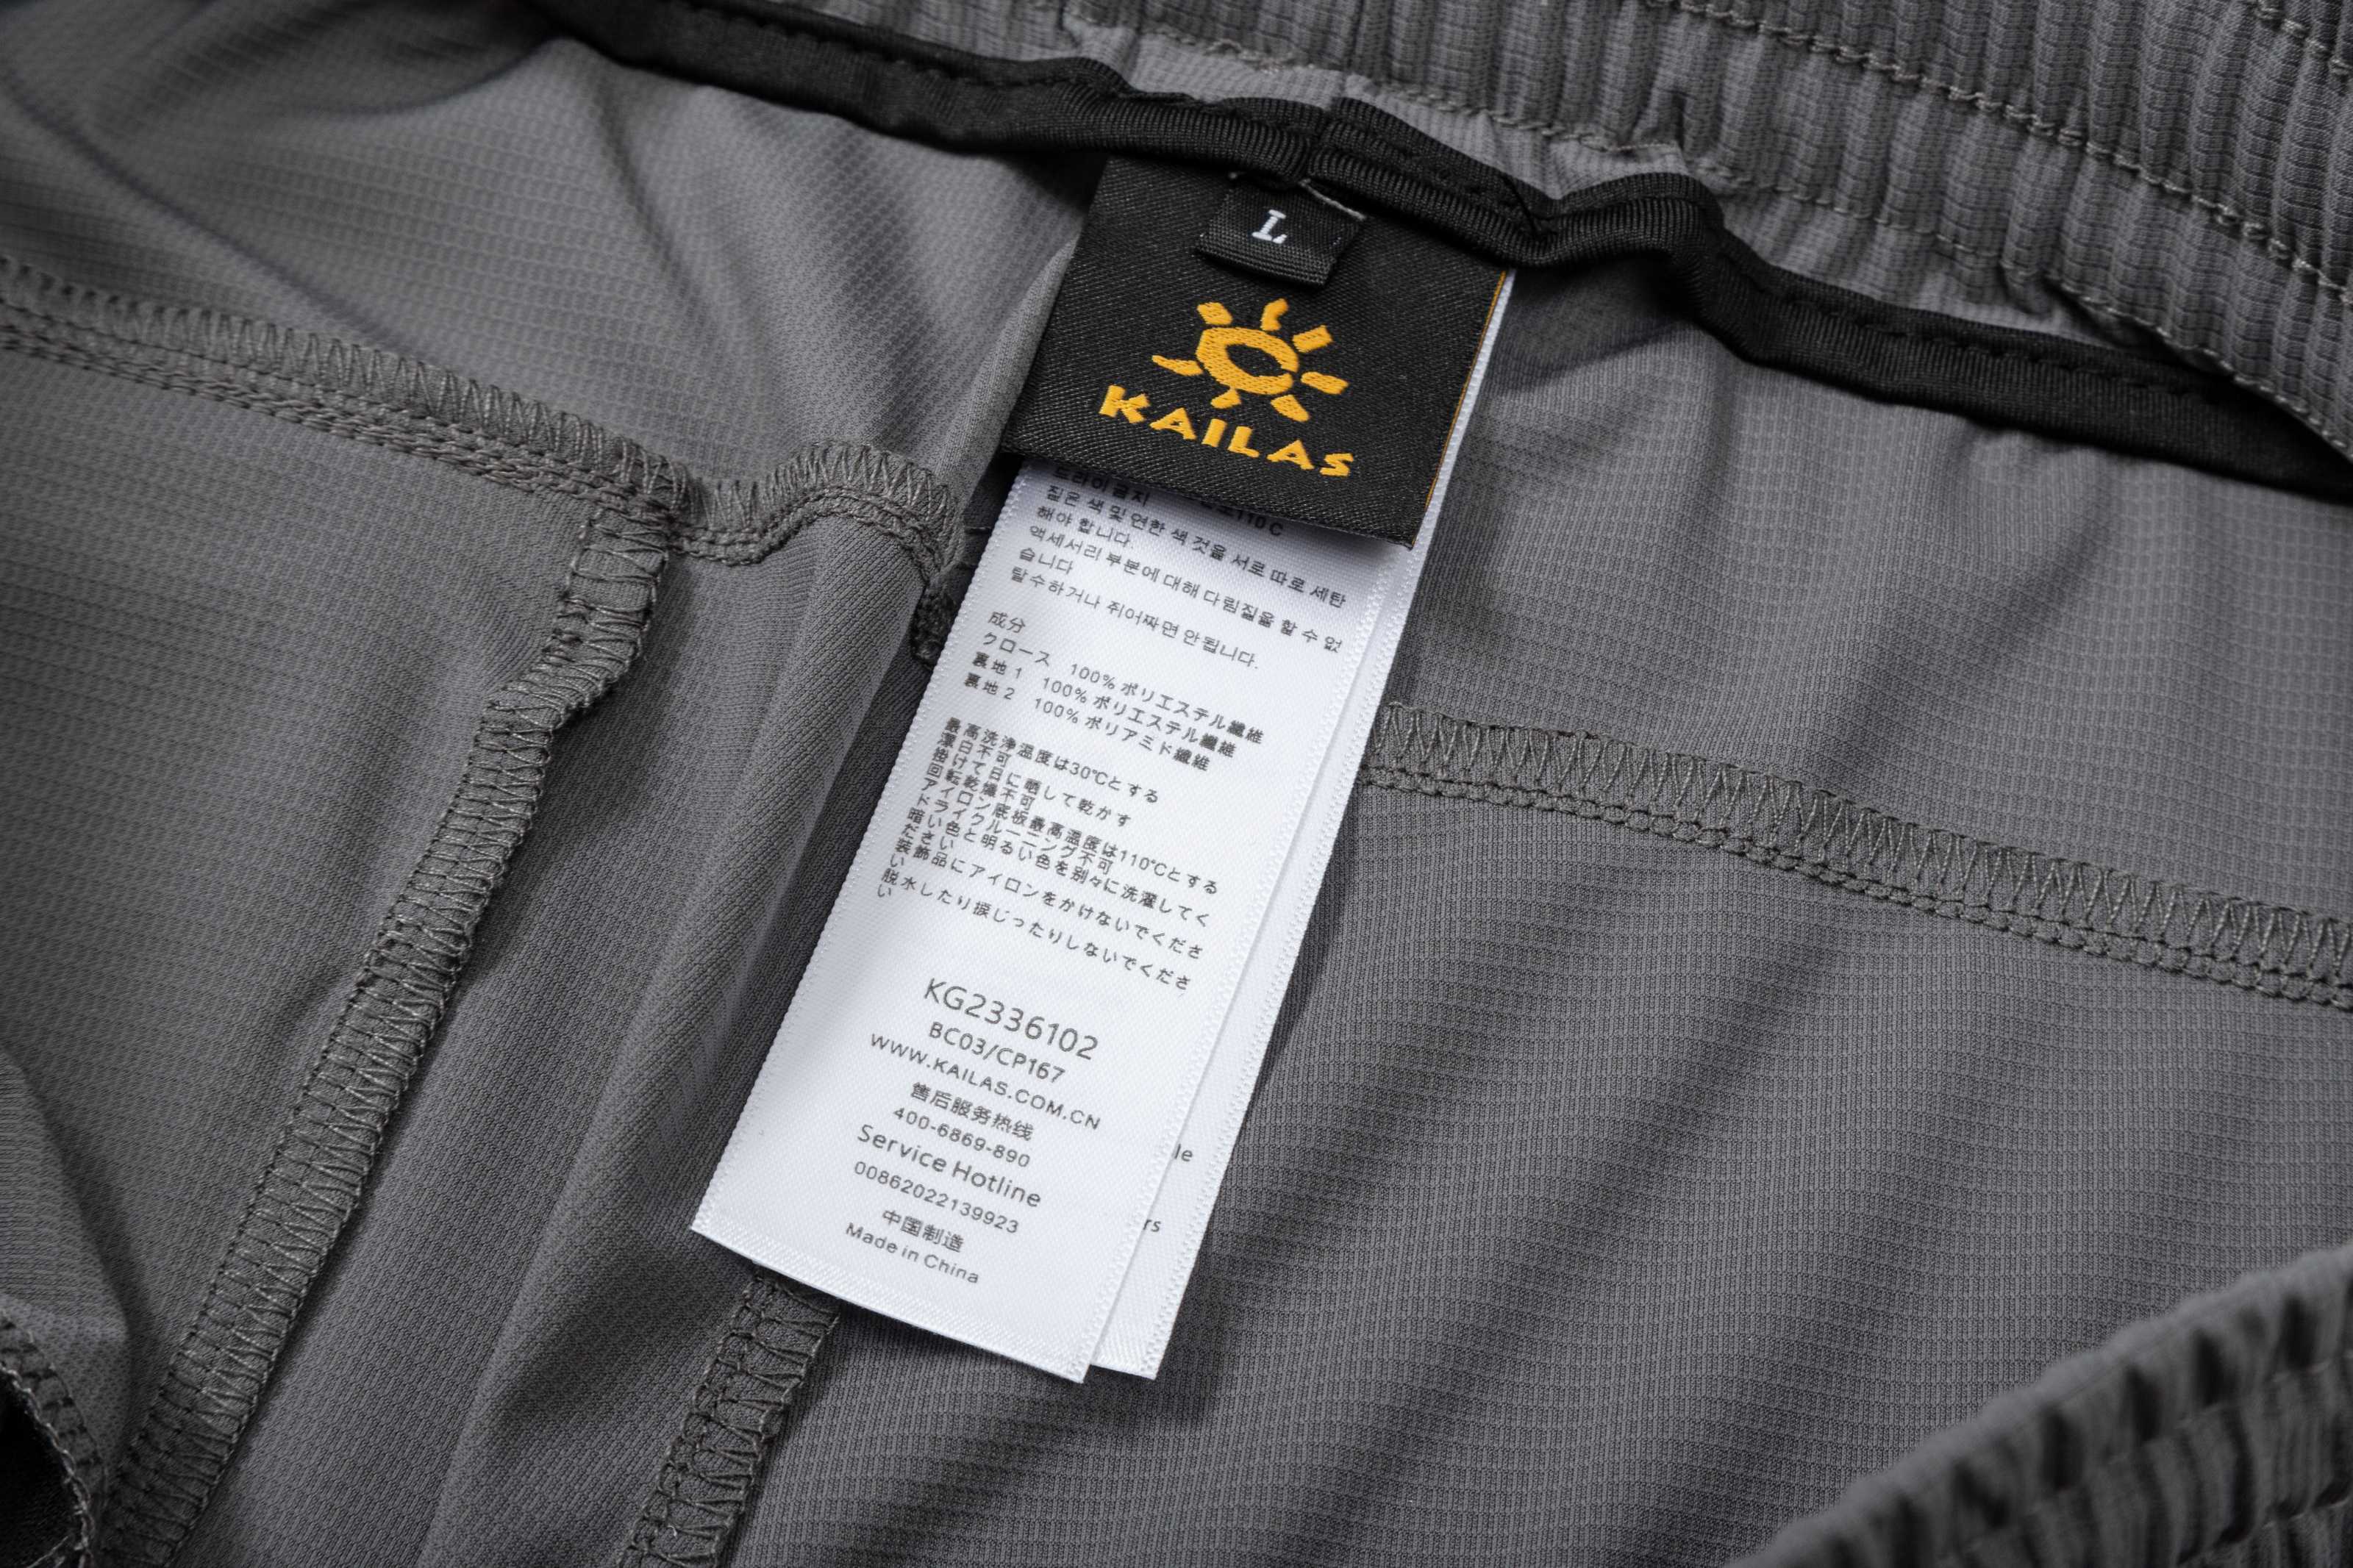 L
KAILAS
110℃
짙은 색 및 연한 색 것을 서로 따로 세탄
해야 합니다.
액세서리 부분에 대해 다림질을 할 수 없
습니다
탈수하거나 쥐어짜면 안됩니다.
成分
クロース 100% ポリエステル纖維
裏地 1 100% ポリエステル纖維
裏地 2 100% ポリアミド纖維
最高洗浄温度は30℃とする
漂白不可
掛けて日に晒して乾かす
回転乾燥不可
アイロン底板最高温度は110℃とする
ドライクルーニング不可
暗い色と明るい色を別々に洗濯してく
ださい
装飾品にアイロンをかけないでくださ
い
脱水したり捩じったりしないでくださ
い
KG2336102
BC03/CP167
WWW.KAILAS.COM.CN
售后服务热线
400-6869-890
Service Hotline
008622022139923
中国制造
Made in China
le
rs